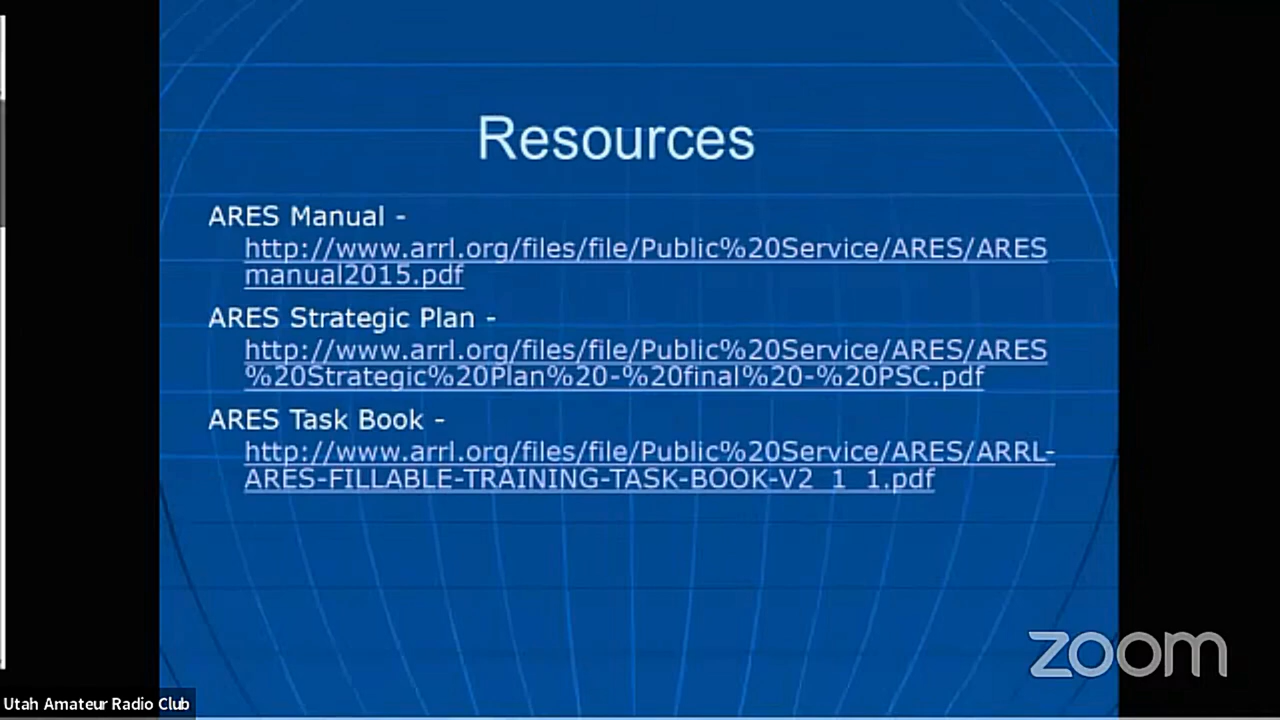 Resources
ARES Manual -
http://www.arrl.org/files/file/Public%20Service/ARES/ARES
manual2015.pdf
ARES Strategic Plan -
http://www.arrl.org/files/file/Public%20Service/ARES/ARES
%20Strategic%20Plan%20-%20final%20-%20PSC.pdf
ARES Task Book -
http://www.arrl.org/files/file/Public%20Service/ARES/ARRL-
ARES-FILLABLE-TRAINING-TASK-BOOK-V2_1_1.pdf
zoom
Utah Amateur Radio Club